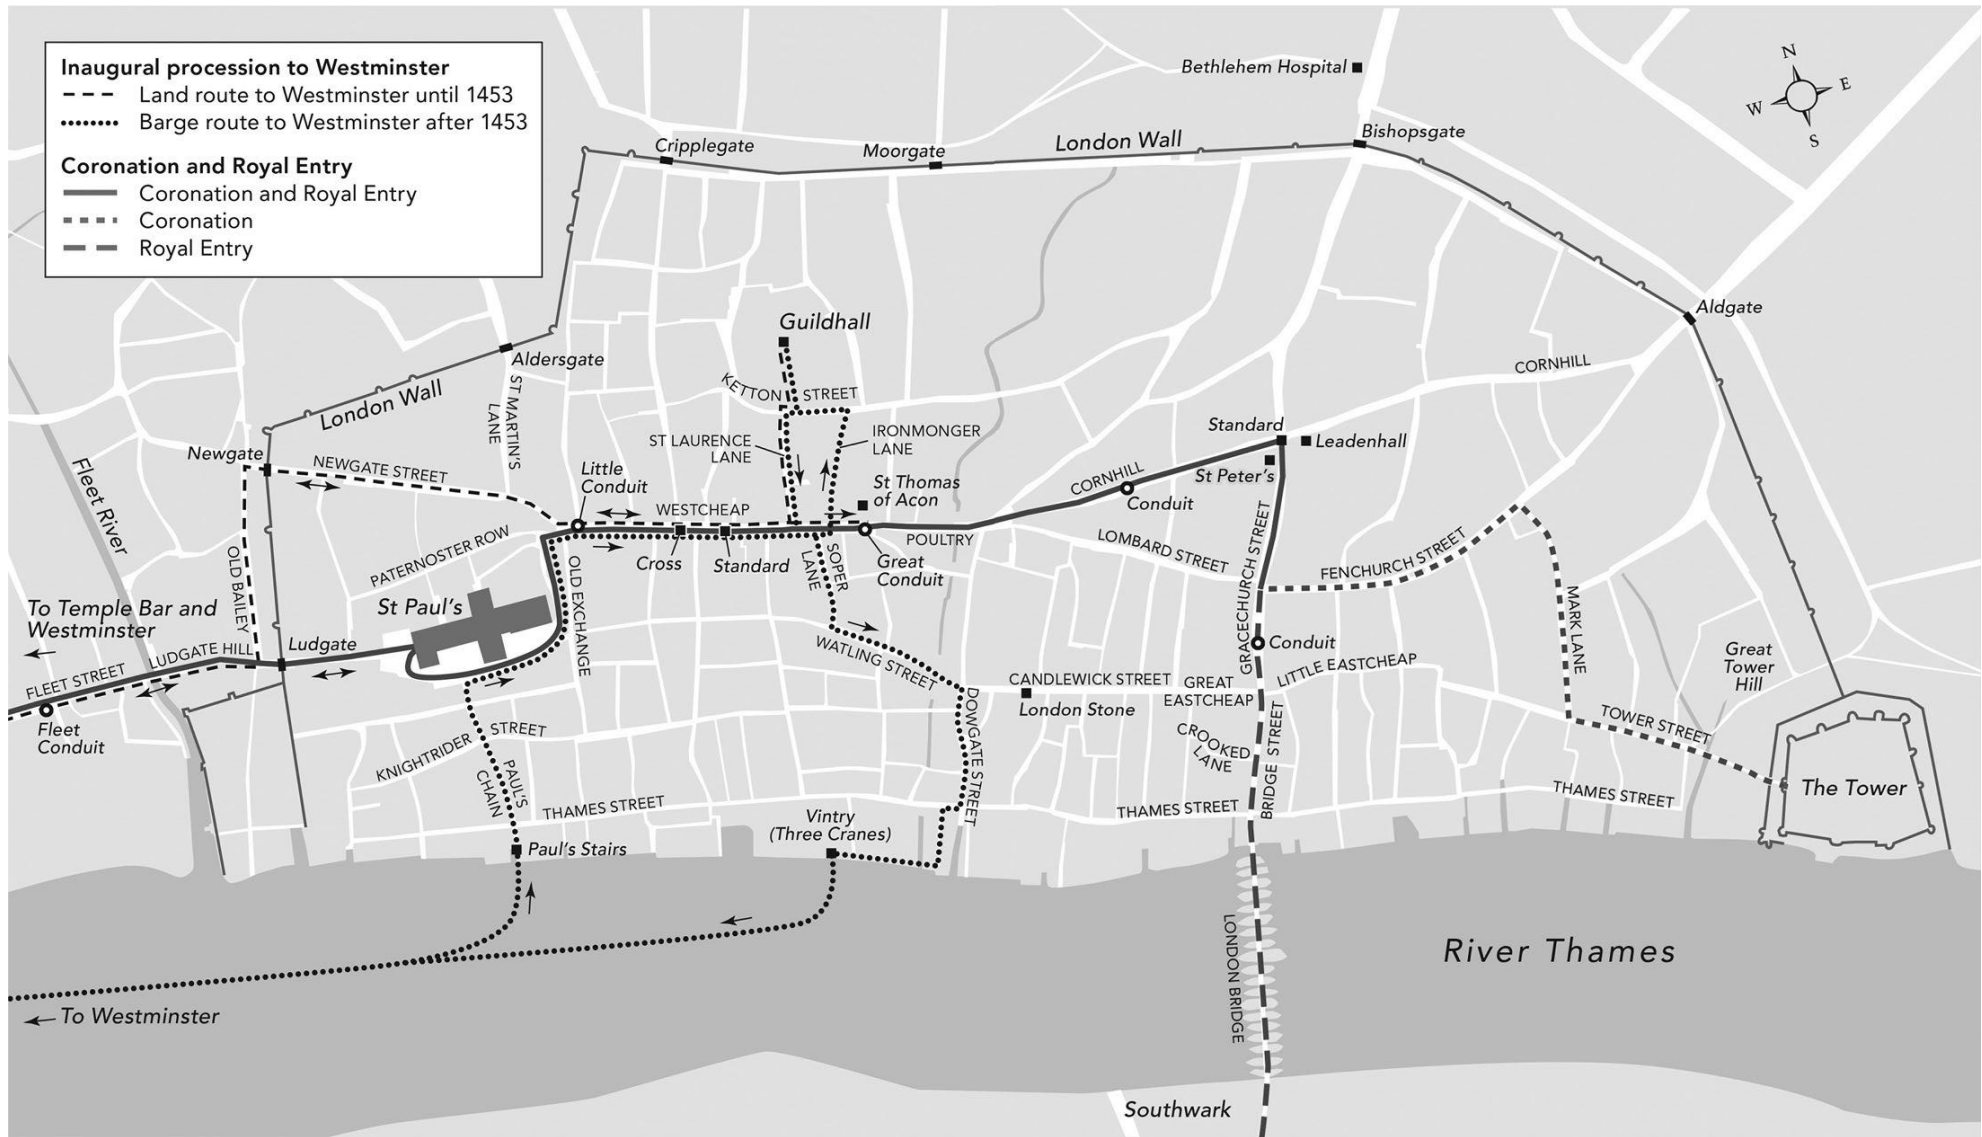 Inaugural procession to Westminster
Land route to Westminster until 1453
Barge route to Westminster after 1453
Coronation and Royal Entry
Coronation and Royal Entry
Coronation
Royal Entry
N
W
E
S
Bethlehem Hospital
Cripplegate
Moorgate
London Wall
Bishopsgate
Aldgate
Guildhall
Aldersgate
London Wall
ST MARTIN'S
LANE
KETTON STREET
CORNHILL
Standard
Leadenhall
ST LAURENCE
LANE
IRONMONGER
LANE
Newgate
NEWGATE STREET
Fleet River
Little
Conduit
St Thomas
of Acon
CORNHILL
St Peter's
Conduit
WESTCHEAP
PATERNOSTER ROW
POULTRY
LOMBARD STREET
GRACECHURCH STREET
FENCHURCH STREET
Cross
Standard
SOPER
LANE
Great
Conduit
OLD BAILEY
OLD EXCHANGE
St Paul's
MARK LANE
To Temple Bar and
Westminster
LUDGATE HILL
Ludgate
FLEET STREET
WATLING STREET
Conduit
LITTLE EASTCHEAP
Great
Tower
Hill
CANDLEWICK STREET
GREAT
EASTCHEAP
London Stone
Fleet
Conduit
KNIGHTRIDER STREET
DOWGATE STREET
CROOKED
LANE
BRIDGE STREET
TOWER STREET
The Tower
PAUL'S
CHAIN
THAMES STREET
THAMES STREET
THAMES STREET
Vintry
(Three Cranes)
Paul's Stairs
LONDON BRIDGE
River Thames
To Westminster
Southwark